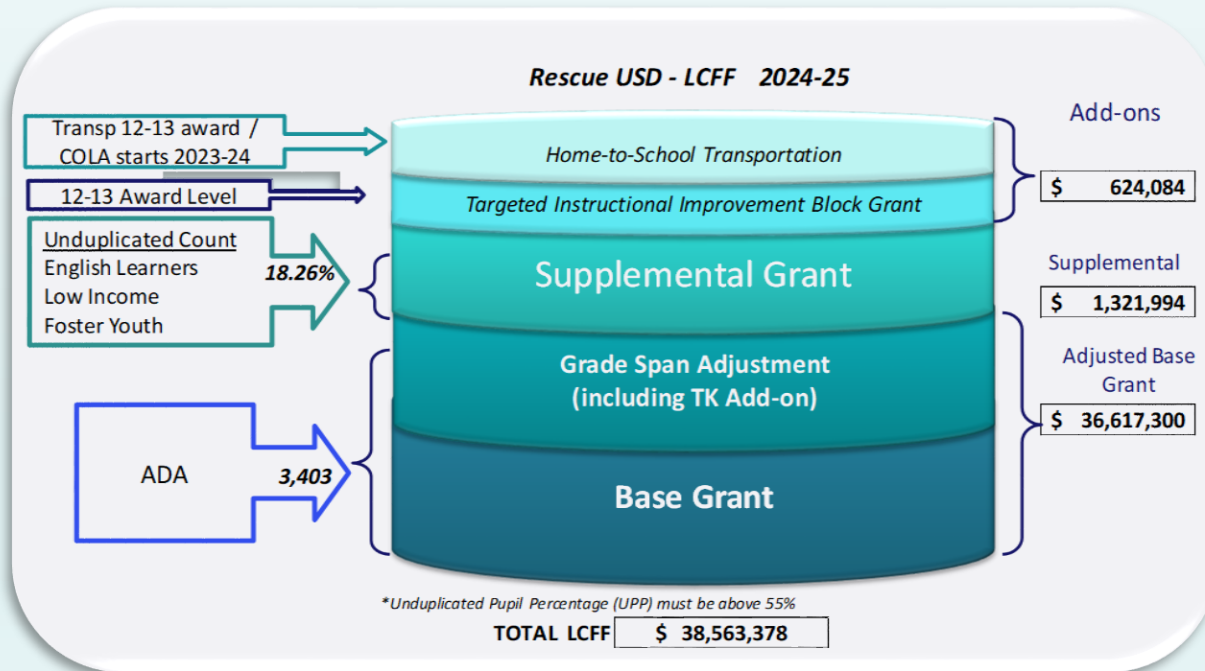 Rescue USD - LCFF 2024-25
Transp 12-13 award /
COLA starts 2023-24
12-13 Award Level
Unduplicated Count
English Learners
Low Income
Foster Youth
18.26%
ADA
3,403
Home-to-School Transportation
Targeted Instructional Improvement Block Grant
Supplemental Grant
Grade Span Adjustment
(including TK Add-on)
Base Grant
Add-ons
$ 624,084
Supplemental
$ 1,321,994
Adjusted Base
Grant
$ 36,617,300
*Unduplicated Pupil Percentage (UPP) must be above 55%
TOTAL LCFF $ 38,563,378